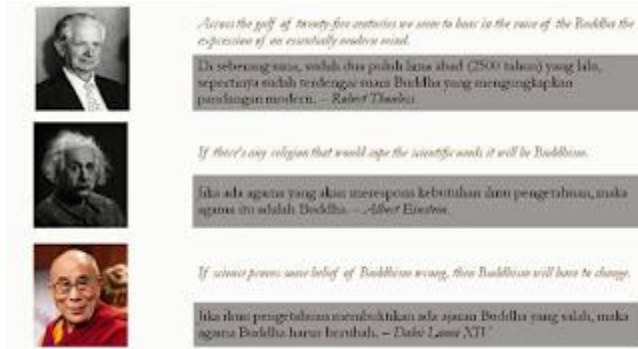 Across the gulf of twenty-five centuries we seem to hear in the voice of the Buddha the
expression of an essentially modern mind.
Di seberang sana, sudah dua puluh lima abad (2500 tahun) yang lalu,
sepertinya sudah terdengar suara Buddha yang mengungkapkan
pandangan modern. – Robert Thouless
If there's any religion that would cope the scientific needs it will be Buddhism.
Jika ada agama yang akan merespons kebutuhan ilmu pengetahuan, maka
agama itu adalah Buddha. – Albert Einstein
If science proves some belief of Buddhism wrong, then Buddhism will have to change.
Jika ilmu pengetahuan membuktikan ada ajaran Buddha yang salah, maka
agama Buddha harus berubah. – Dalai Lama XIV